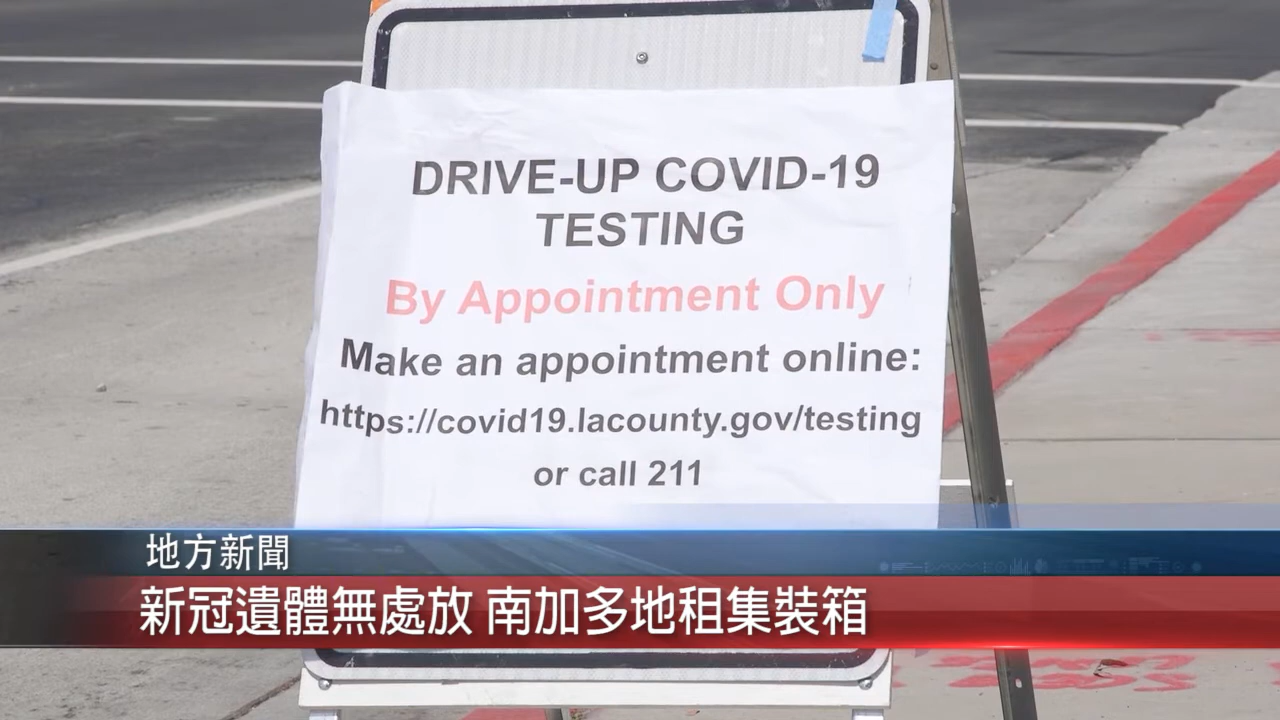 DRIVE-UP COVID-19
TESTING
By Appointment Only
Make an appointment online:
https://covid19.lacounty.gov/testing
or call 211
地方新聞
新冠遺體無處放 南加多地租集裝箱